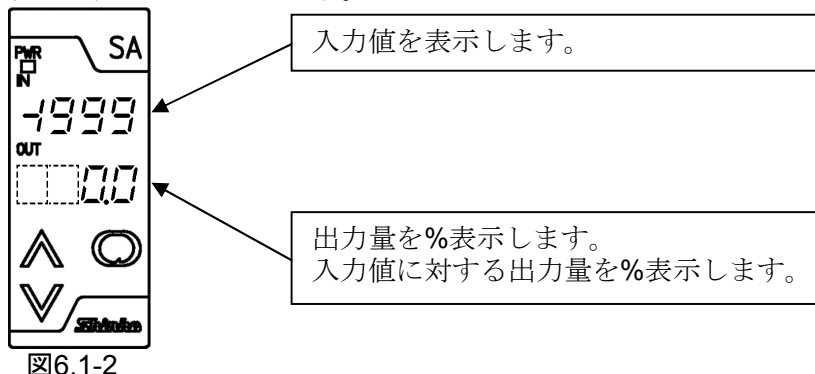 SA
PWR
IN
-1999
OUT
0.0
入力値を表示します。
出力量を%表示します。
入力値に対する出力量を%表示します。
図6.1-2